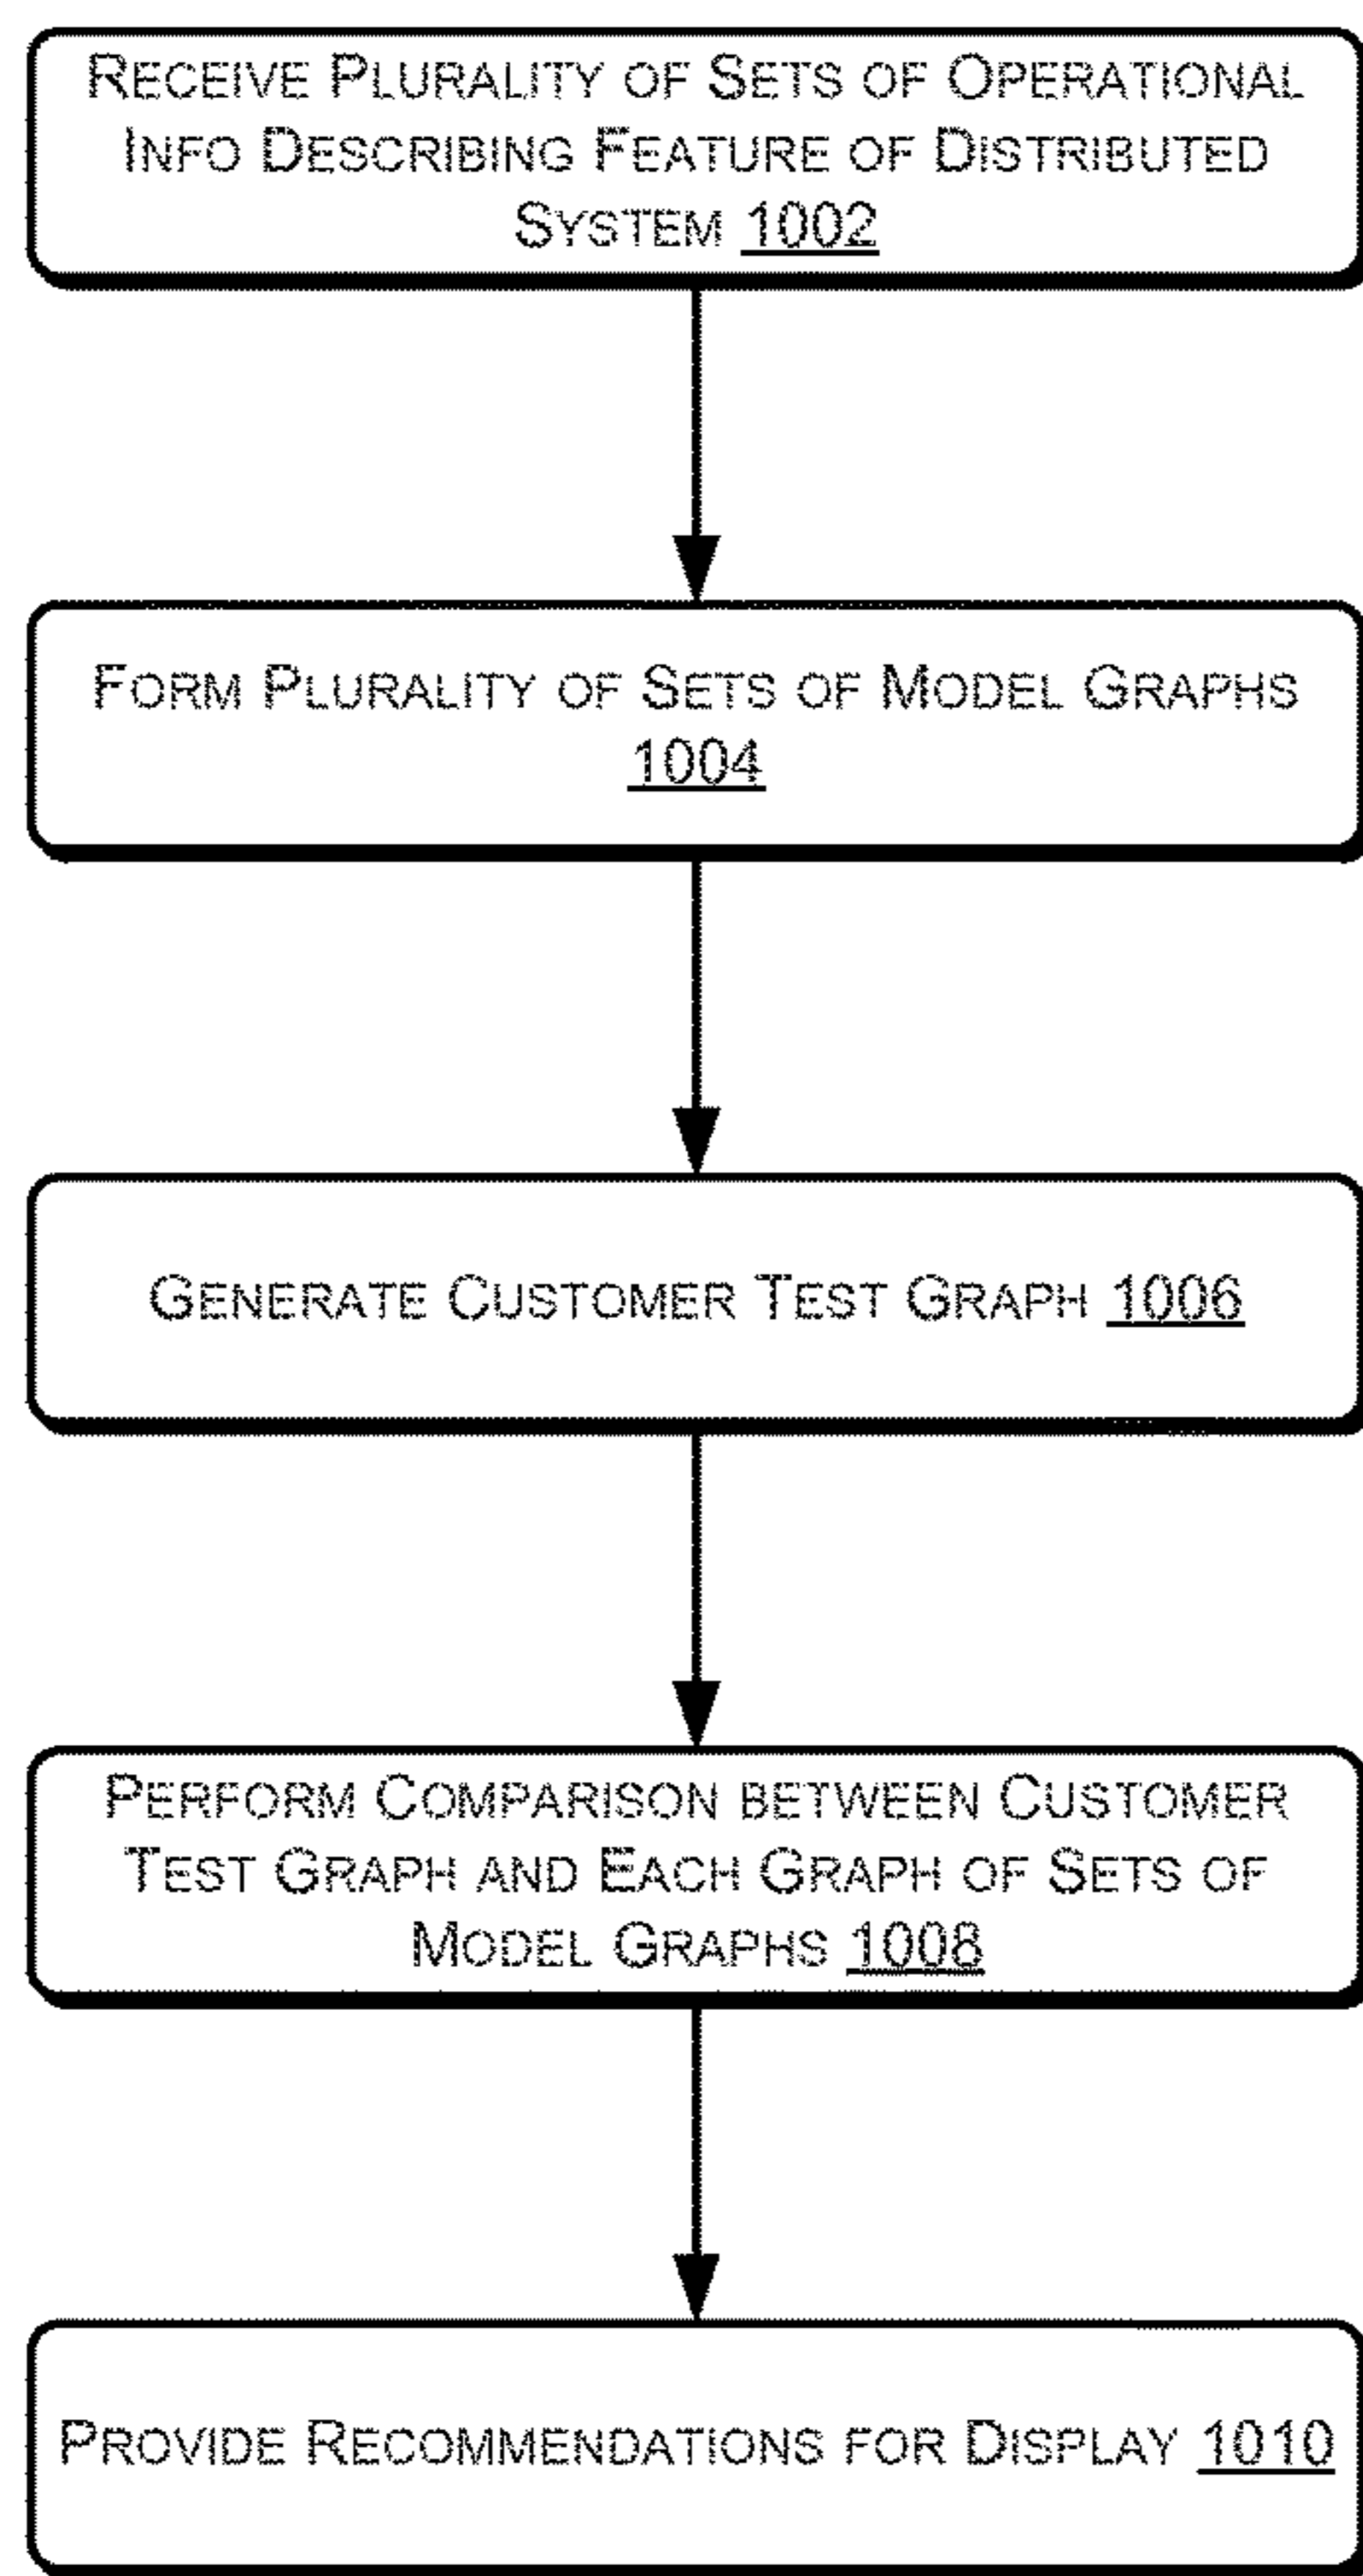 RECEIVE PLURALITY OF SETS OF OPERATIONAL
INFO DESCRIBING FEATURE OF DISTRIBUTED
SYSTEM 1002
FORM PLURALITY OF SETS OF MODEL GRAPHS
1004
GENERATE CUSTOMER TEST GRAPH 1006
PERFORM COMPARISON BETWEEN CUSTOMER
TEST GRAPH AND EACH GRAPH OF SETS OF
MODEL GRAPHS 1008
PROVIDE RECOMMENDATIONS FOR DISPLAY 1010